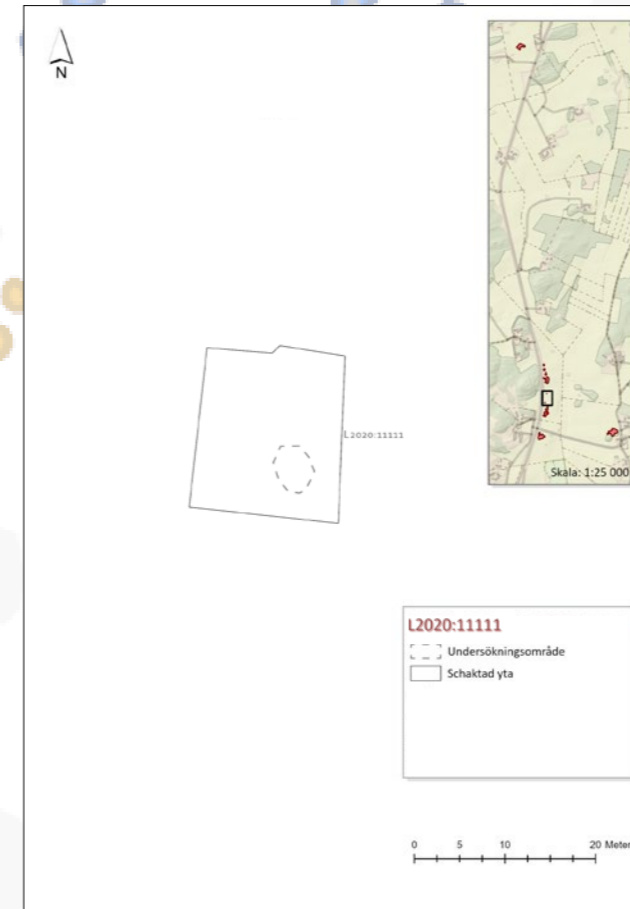 N
Skala: 1:25 000
L2020:11111
L2020:11111
Undersökningsområde
Schaktad yta
0 5 10 20 Meter